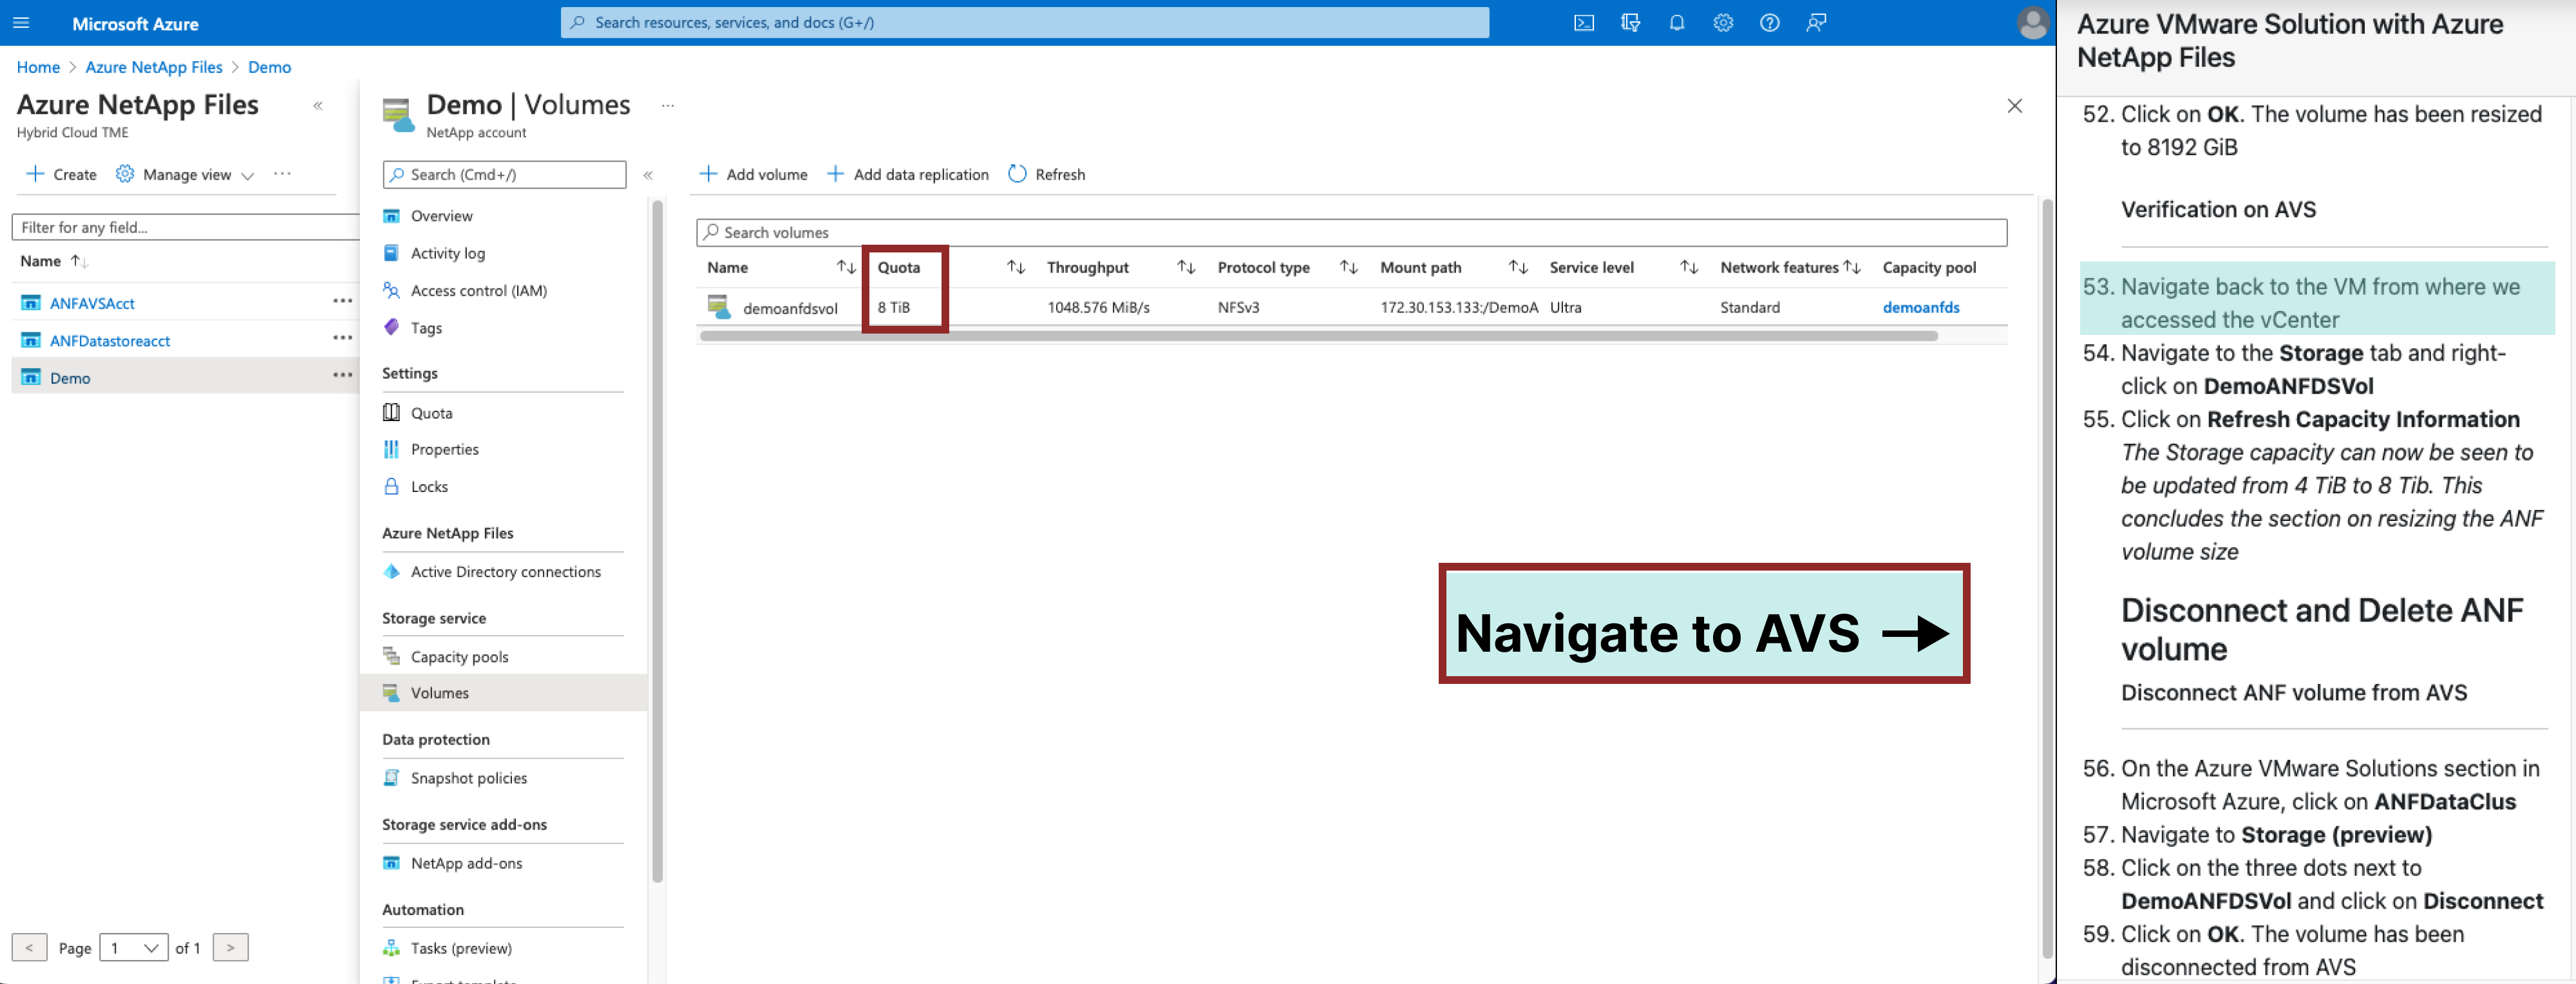 Microsoft Azure
Search resources, services, and docs (G+/)
Home > Azure NetApp Files > Demo
Azure NetApp Files
Hybrid Cloud TME
Create Manage view
Filter for any field...
Name
ANFAVSAcct
ANFDatastoreacct
Demo
< Page 1 of 1 >
Demo | Volumes
NetApp account
Search (Cmd+/)
Overview
Activity log
Access control (IAM)
Tags
Settings
Quota
Properties
Locks
Azure NetApp Files
Active Directory connections
Storage service
Capacity pools
Volumes
Data protection
Snapshot policies
Storage service add-ons
NetApp add-ons
Automation
Tasks (preview)
Add volume Add data replication Refresh
Search volumes
Name Quota Throughput Protocol type Mount path Service level Network features Capacity pool
demoanfdsvol 8 TiB 1048.576 MiB/s NFSv3 172.30.153.133:/DemoA Ultra Standard demoanfds
Navigate to AVS →
Azure VMware Solution with Azure
NetApp Files
52. Click on OK. The volume has been resized
to 8192 GiB
Verification on AVS
53. Navigate back to the VM from where we
accessed the vCenter
54. Navigate to the Storage tab and right-
click on DemoANFDSVol
55. Click on Refresh Capacity Information
The Storage capacity can now be seen to
be updated from 4 TiB to 8 Tib. This
concludes the section on resizing the ANF
volume size
Disconnect and Delete ANF
volume
Disconnect ANF volume from AVS
56. On the Azure VMware Solutions section in
Microsoft Azure, click on ANFDataClus
57. Navigate to Storage (preview)
58. Click on the three dots next to
DemoANFDSVol and click on Disconnect
59. Click on OK. The volume has been
disconnected from AVS